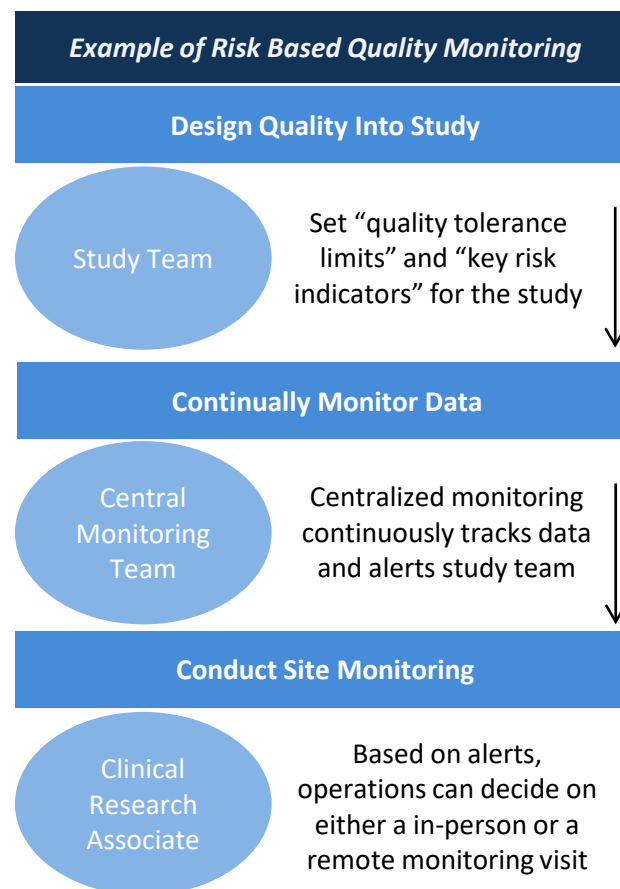 Example of Risk Based Quality Monitoring
Design Quality Into Study
Study Team
Set “quality tolerance
limits” and “key risk
indicators” for the study
Continually Monitor Data
Central
Monitoring
Team
Centralized monitoring
continuously tracks data
and alerts study team
Conduct Site Monitoring
Clinical
Research
Associate
Based on alerts,
operations can decide on
either a in-person or a
remote monitoring visit